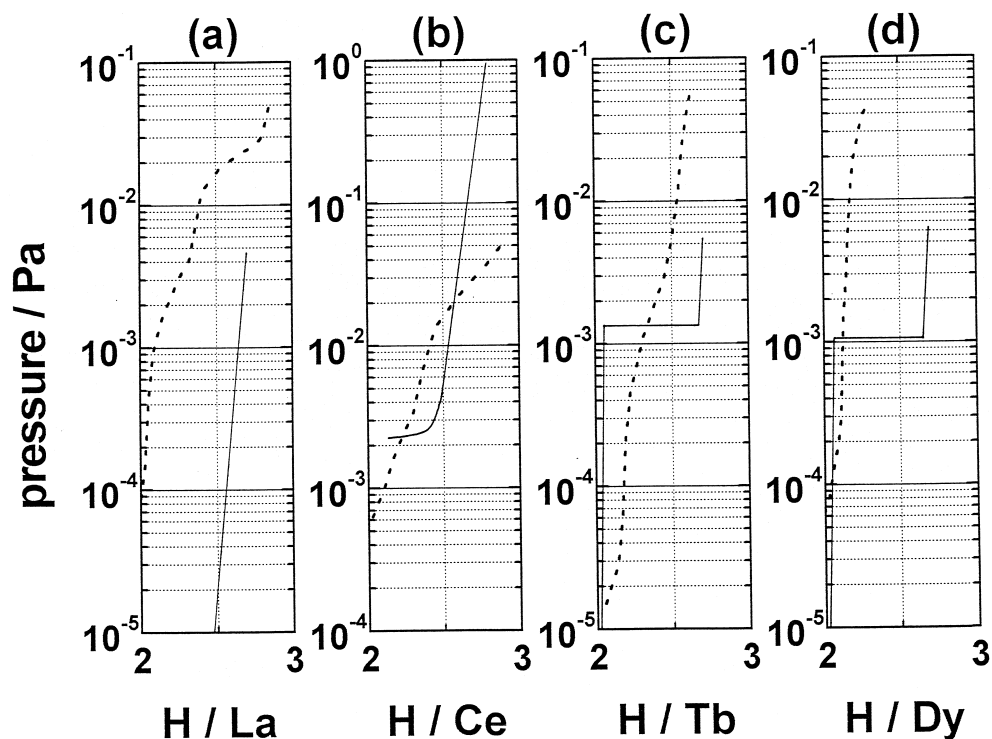 (a) (b) (c) (d)
10⁻¹ 10⁰ 10⁻¹ 10⁻¹
10⁻² 10⁻¹ 10⁻² 10⁻²
10⁻³ 10⁻² 10⁻³ 10⁻³
10⁻⁴ 10⁻³ 10⁻⁴ 10⁻⁴
10⁻⁵ 10⁻⁴ 10⁻⁵ 10⁻⁵
pressure / Pa
2 3 2 3 2 3 2 3
H / La H / Ce H / Tb H / Dy